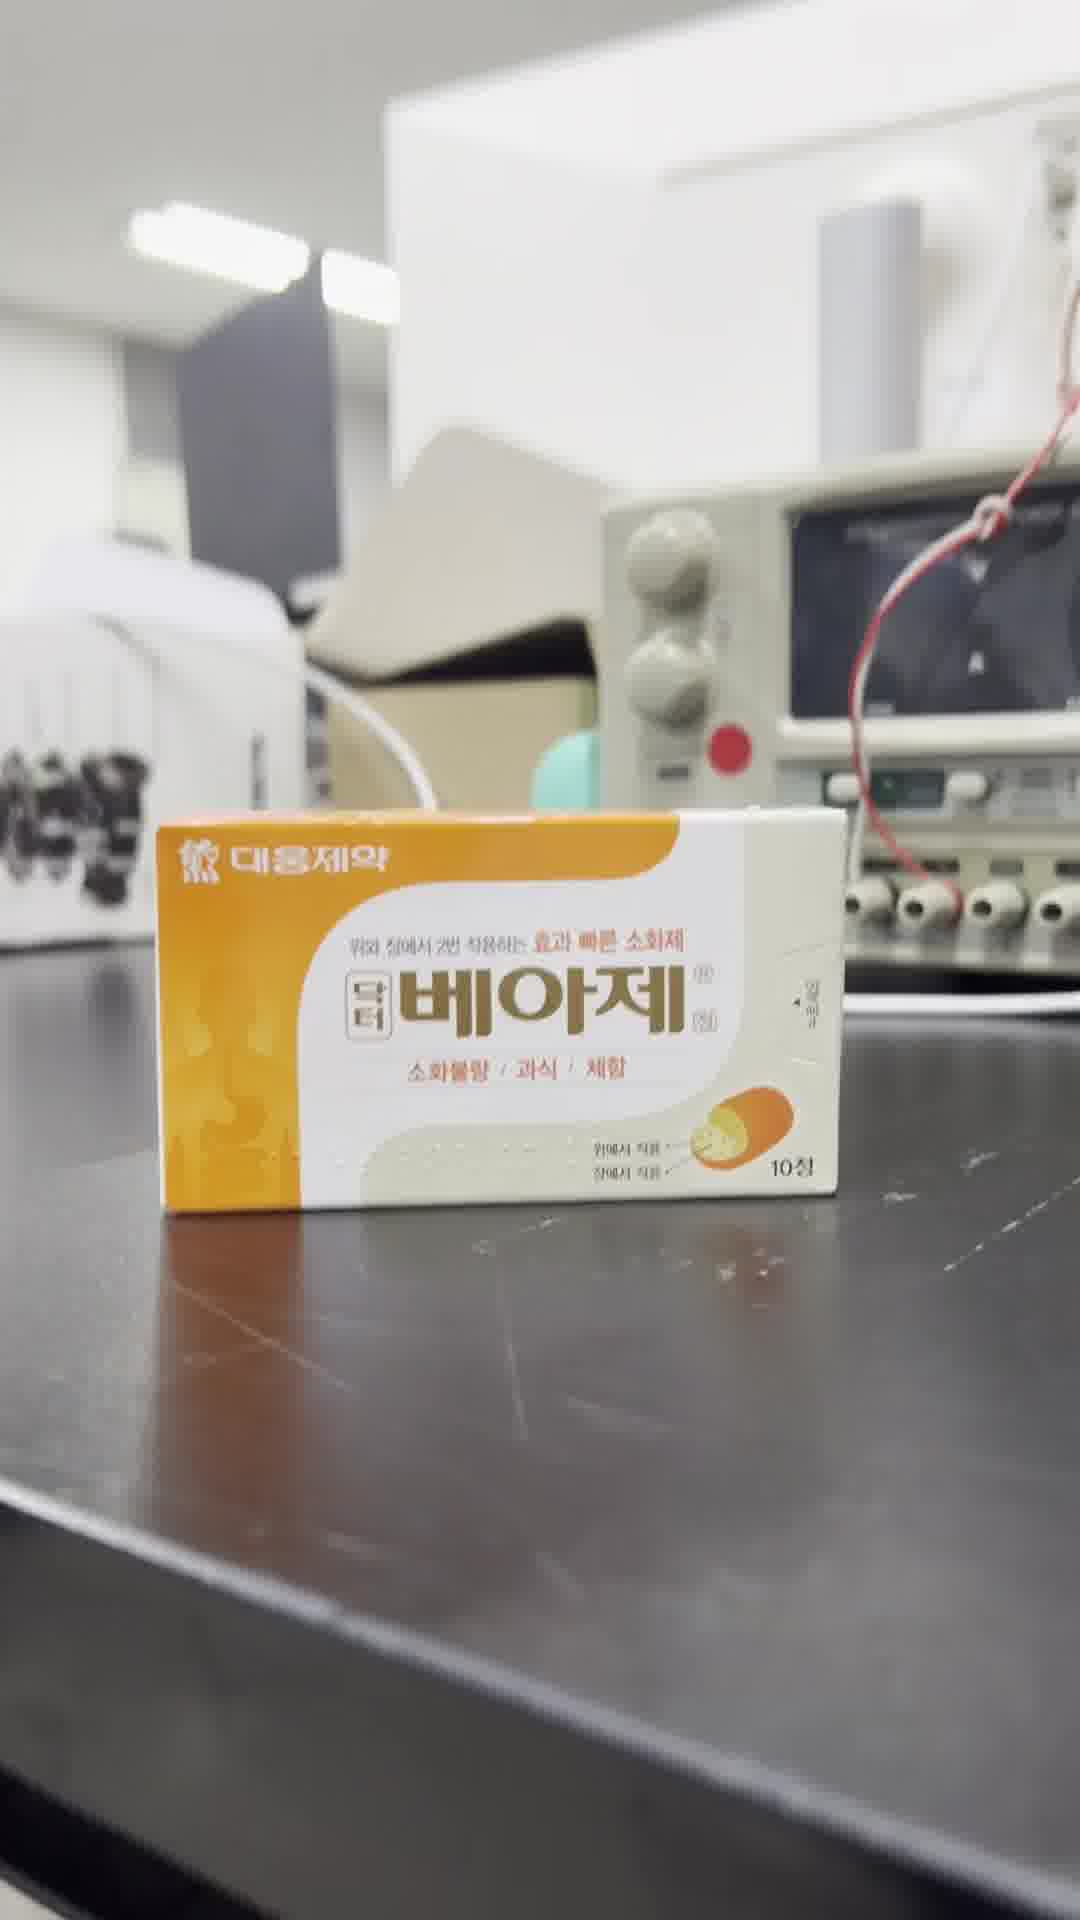 대웅제약
위와 장에서 2번 작용하는 효과 빠른 소화제
닥터 베아제®
정
소화불량 / 과식 / 체함
위에서 작용
장에서 작용
10정
V
A